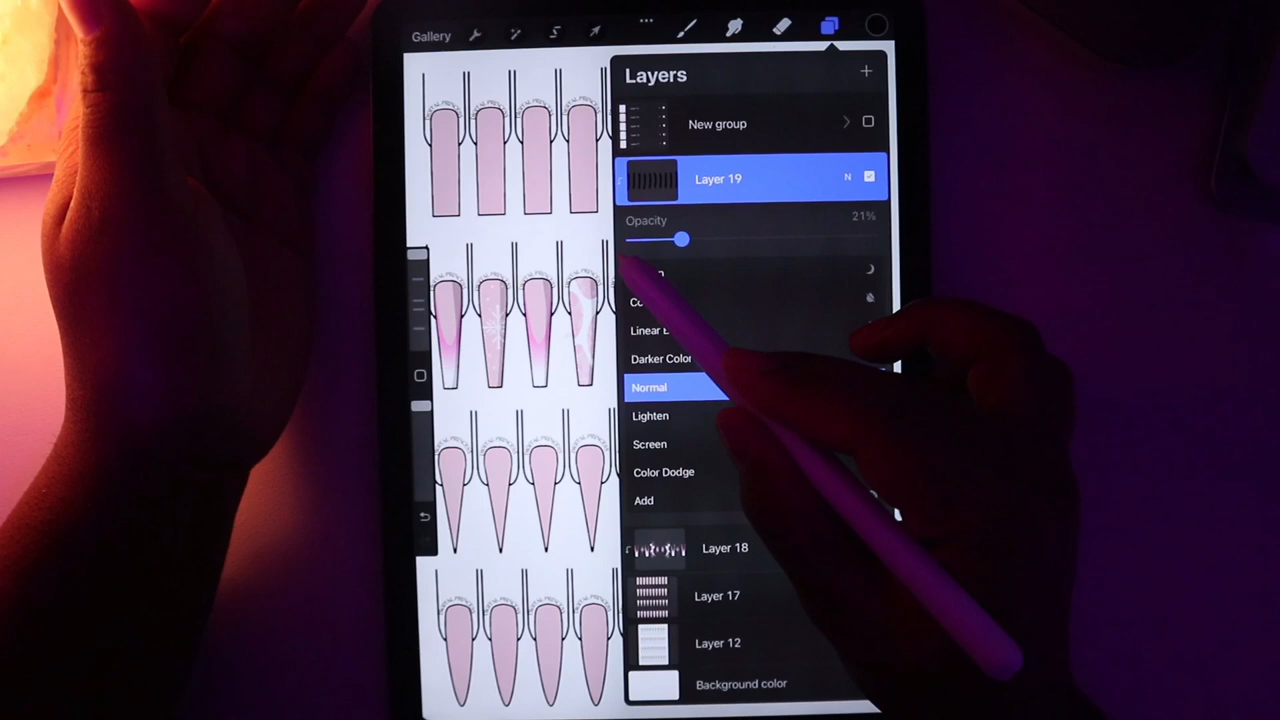 Gallery
Layers
New group
Layer 19 N
Opacity 21%
Linear
Darker Color
Normal
Lighten
Screen
Color Dodge
Add
Layer 18
Layer 17
Layer 12
Background color